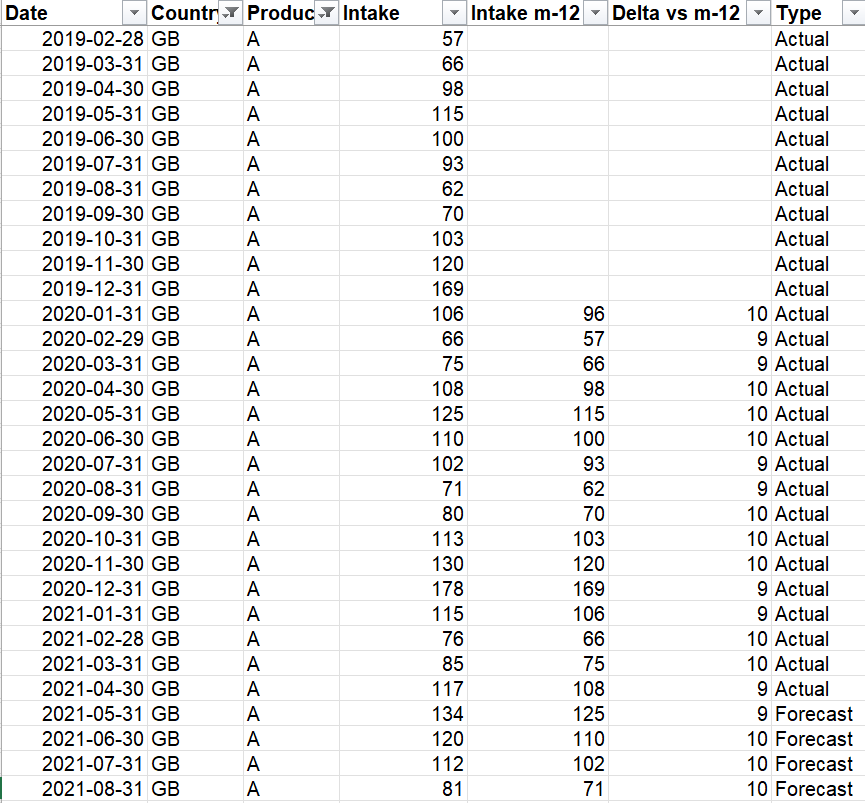 Date Country Produc Intake Intake m-12 Delta vs m-12 Type
2019-02-28 GB A 57 Actual
2019-03-31 GB A 66 Actual
2019-04-30 GB A 98 Actual
2019-05-31 GB A 115 Actual
2019-06-30 GB A 100 Actual
2019-07-31 GB A 93 Actual
2019-08-31 GB A 62 Actual
2019-09-30 GB A 70 Actual
2019-10-31 GB A 103 Actual
2019-11-30 GB A 120 Actual
2019-12-31 GB A 169 Actual
2020-01-31 GB A 106 96 10 Actual
2020-02-29 GB A 66 57 9 Actual
2020-03-31 GB A 75 66 9 Actual
2020-04-30 GB A 108 98 10 Actual
2020-05-31 GB A 125 115 10 Actual
2020-06-30 GB A 110 100 10 Actual
2020-07-31 GB A 102 93 9 Actual
2020-08-31 GB A 71 62 9 Actual
2020-09-30 GB A 80 70 10 Actual
2020-10-31 GB A 113 103 10 Actual
2020-11-30 GB A 130 120 10 Actual
2020-12-31 GB A 178 169 9 Actual
2021-01-31 GB A 115 106 9 Actual
2021-02-28 GB A 76 66 10 Actual
2021-03-31 GB A 85 75 10 Actual
2021-04-30 GB A 117 108 9 Actual
2021-05-31 GB A 134 125 9 Forecast
2021-06-30 GB A 120 110 10 Forecast
2021-07-31 GB A 112 102 10 Forecast
2021-08-31 GB A 81 71 10 Forecast